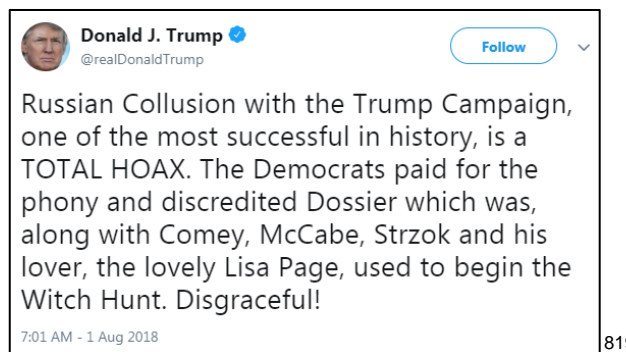 Donald J. Trump
@realDonaldTrump
Follow
Russian Collusion with the Trump Campaign,
one of the most successful in history, is a
TOTAL HOAX. The Democrats paid for the
phony and discredited Dossier which was,
along with Comey, McCabe, Strzok and his
lover, the lovely Lisa Page, used to begin the
Witch Hunt. Disgraceful!
7:01 AM - 1 Aug 2018